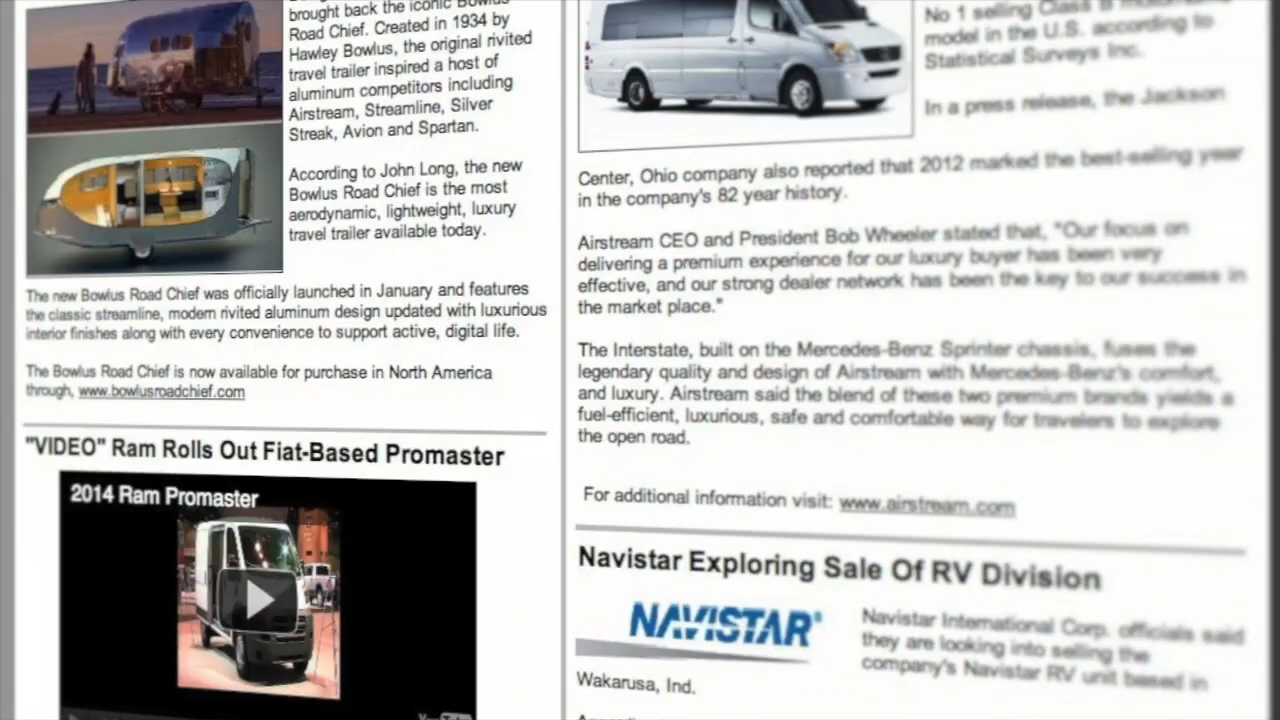 brought back the iconic Bowlus
Road Chief. Created in 1934 by
Hawley Bowlus, the original rivited
travel trailer inspired a host of
aluminum competitors including
Airstream, Streamline, Silver
Streak, Avion and Spartan.
According to John Long, the new
Bowlus Road Chief is the most
aerodynamic, lightweight, luxury
travel trailer available today.
The new Bowlus Road Chief was officially launched in January and features
the classic streamline, modern rivited aluminum design updated with luxurious
interior finishes along with every convenience to support active, digital life.
The Bowlus Road Chief is now available for purchase in North America
through, www.bowlusroadchief.com
"VIDEO" Ram Rolls Out Fiat-Based Promaster
2014 Ram Promaster
No 1 selling Class B
model in the U.S. according to
Statistical Surveys Inc.
In a press release, the Jackson
Center, Ohio company also reported that 2012 marked the best-selling year
in the company's 82 year history.
Airstream CEO and President Bob Wheeler stated that, "Our focus on
delivering a premium experience for our luxury buyer has been very
effective, and our strong dealer network has been the key to our success in
the market place."
The Interstate, built on the Mercedes-Benz Sprinter chassis, fuses the
legendary quality and design of Airstream with Mercedes-Benz's comfort,
and luxury. Airstream said the blend of these two premium brands yields a
fuel-efficient, luxurious, safe and comfortable way for travelers to explore
the open road.
For additional information visit: www.airstream.com
Navistar Exploring Sale Of RV Division
NAVISTAR®
Navistar International Corp. officials said
they are looking into selling the
company's Navistar RV unit based in
Wakarusa, Ind.